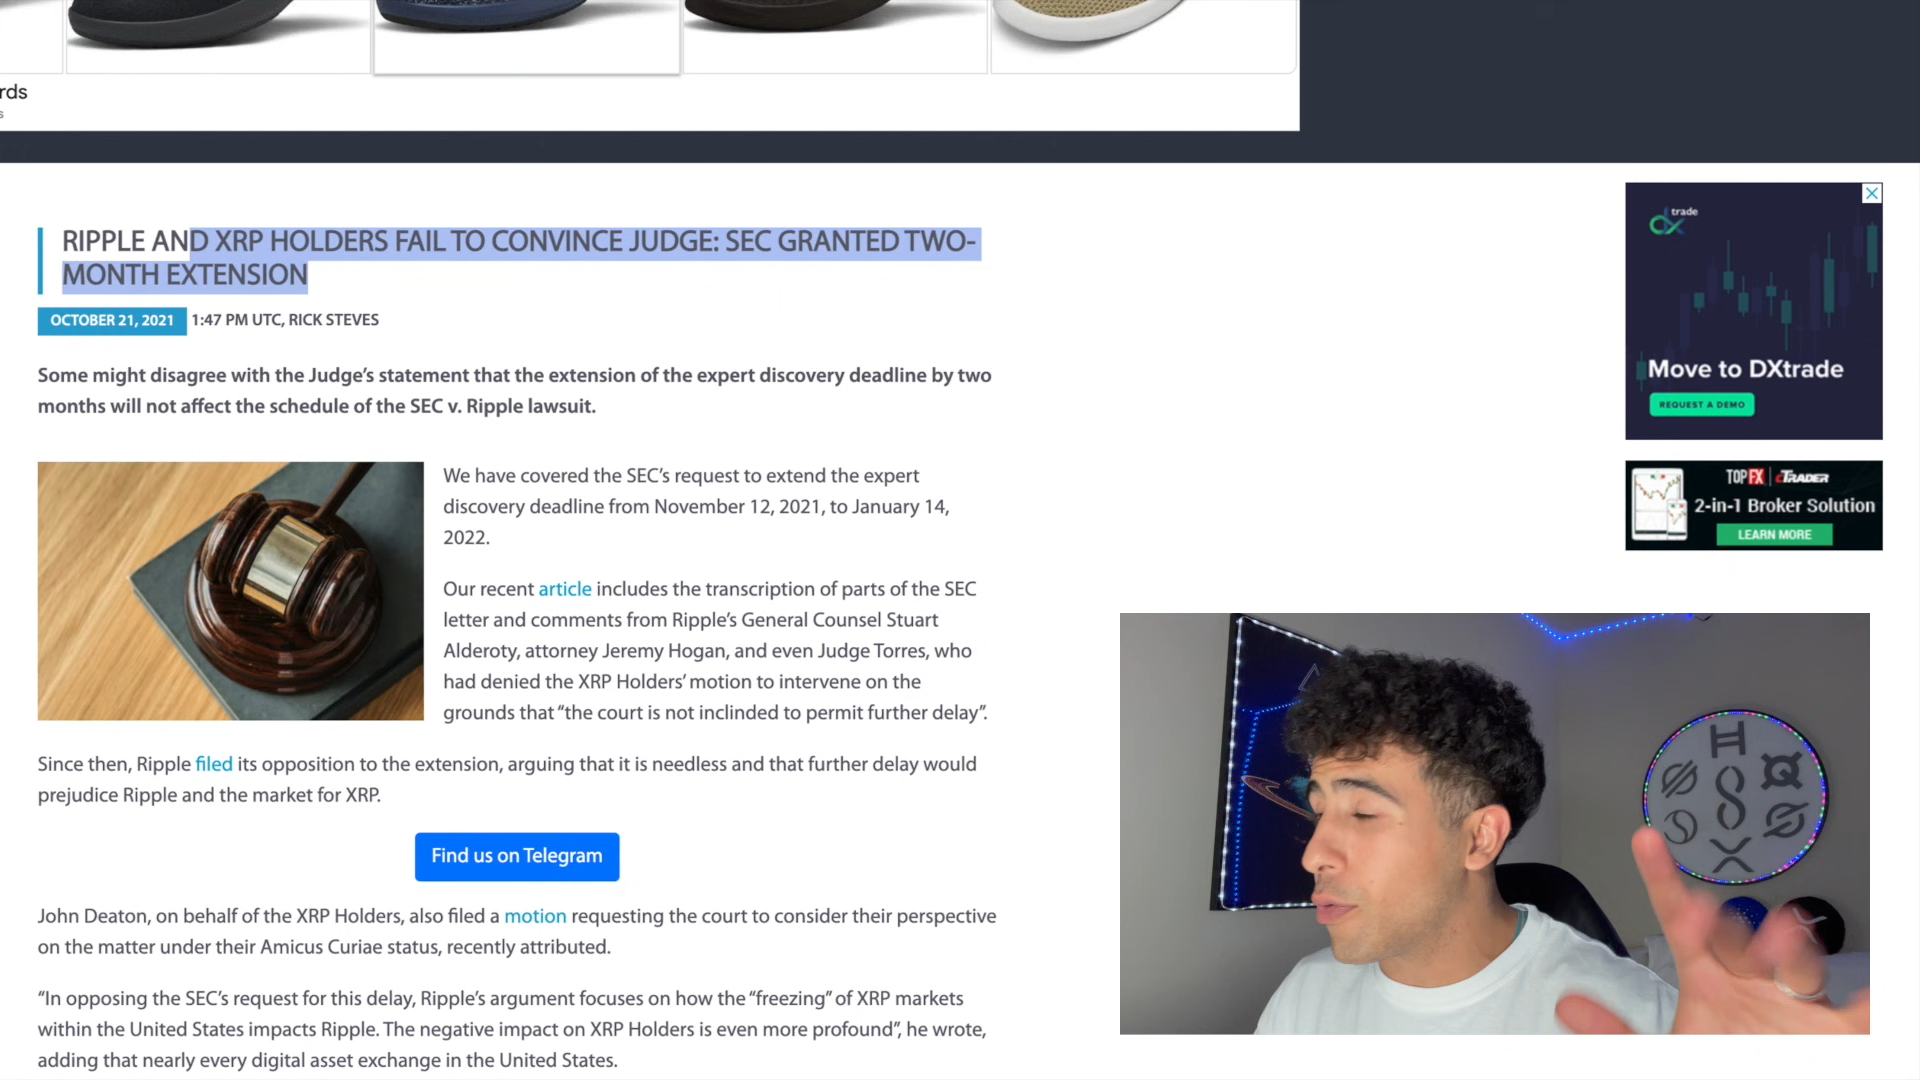 rds
s
RIPPLE AND XRP HOLDERS FAIL TO CONVINCE JUDGE: SEC GRANTED TWO-
MONTH EXTENSION
OCTOBER 21, 2021 1:47 PM UTC, RICK STEVES
Some might disagree with the Judge’s statement that the extension of the expert discovery deadline by two
months will not affect the schedule of the SEC v. Ripple lawsuit.
We have covered the SEC’s request to extend the expert
discovery deadline from November 12, 2021, to January 14,
2022.
Our recent article includes the transcription of parts of the SEC
letter and comments from Ripple’s General Counsel Stuart
Alderoty, attorney Jeremy Hogan, and even Judge Torres, who
had denied the XRP Holders’ motion to intervene on the
grounds that “the court is not inclinded to permit further delay”.
Since then, Ripple filed its opposition to the extension, arguing that it is needless and that further delay would
prejudice Ripple and the market for XRP.
Find us on Telegram
John Deaton, on behalf of the XRP Holders, also filed a motion requesting the court to consider their perspective
on the matter under their Amicus Curiae status, recently attributed.
“In opposing the SEC’s request for this delay, Ripple’s argument focuses on how the “freezing” of XRP markets
within the United States impacts Ripple. The negative impact on XRP Holders is even more profound”, he wrote,
adding that nearly every digital asset exchange in the United States.
dx trade
Move to DXtrade
REQUEST A DEMO
TOPFX | cTRADER
2-in-1 Broker Solution
LEARN MORE